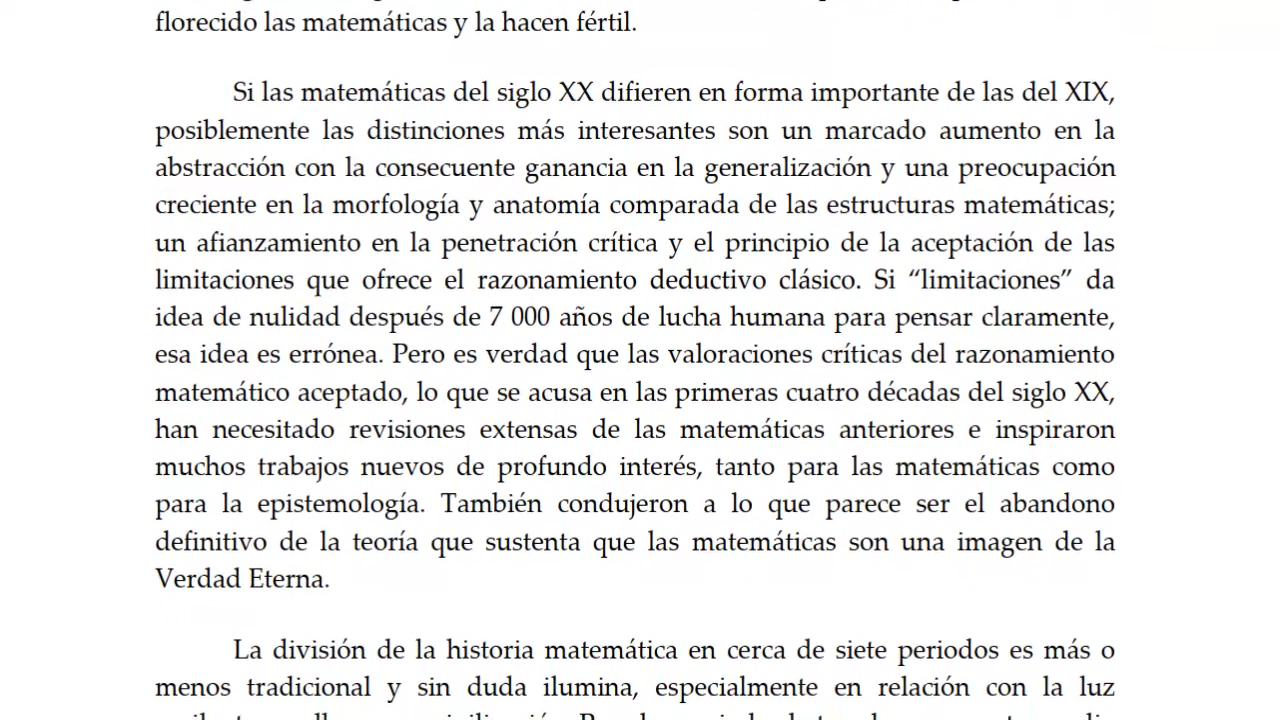 florecido las matemáticas y la hacen fértil.
Si las matemáticas del siglo XX difieren en forma importante de las del XIX,
posiblemente las distinciones más interesantes son un marcado aumento en la
abstracción con la consecuente ganancia en la generalización y una preocupación
creciente en la morfología y anatomía comparada de las estructuras matemáticas;
un afianzamiento en la penetración crítica y el principio de la aceptación de las
limitaciones que ofrece el razonamiento deductivo clásico. Si “limitaciones” da
idea de nulidad después de 7 000 años de lucha humana para pensar claramente,
esa idea es errónea. Pero es verdad que las valoraciones críticas del razonamiento
matemático aceptado, lo que se acusa en las primeras cuatro décadas del siglo XX,
han necesitado revisiones extensas de las matemáticas anteriores e inspiraron
muchos trabajos nuevos de profundo interés, tanto para las matemáticas como
para la epistemología. También condujeron a lo que parece ser el abandono
definitivo de la teoría que sustenta que las matemáticas son una imagen de la
Verdad Eterna.
La división de la historia matemática en cerca de siete periodos es más o
menos tradicional y sin duda ilumina, especialmente en relación con la luz